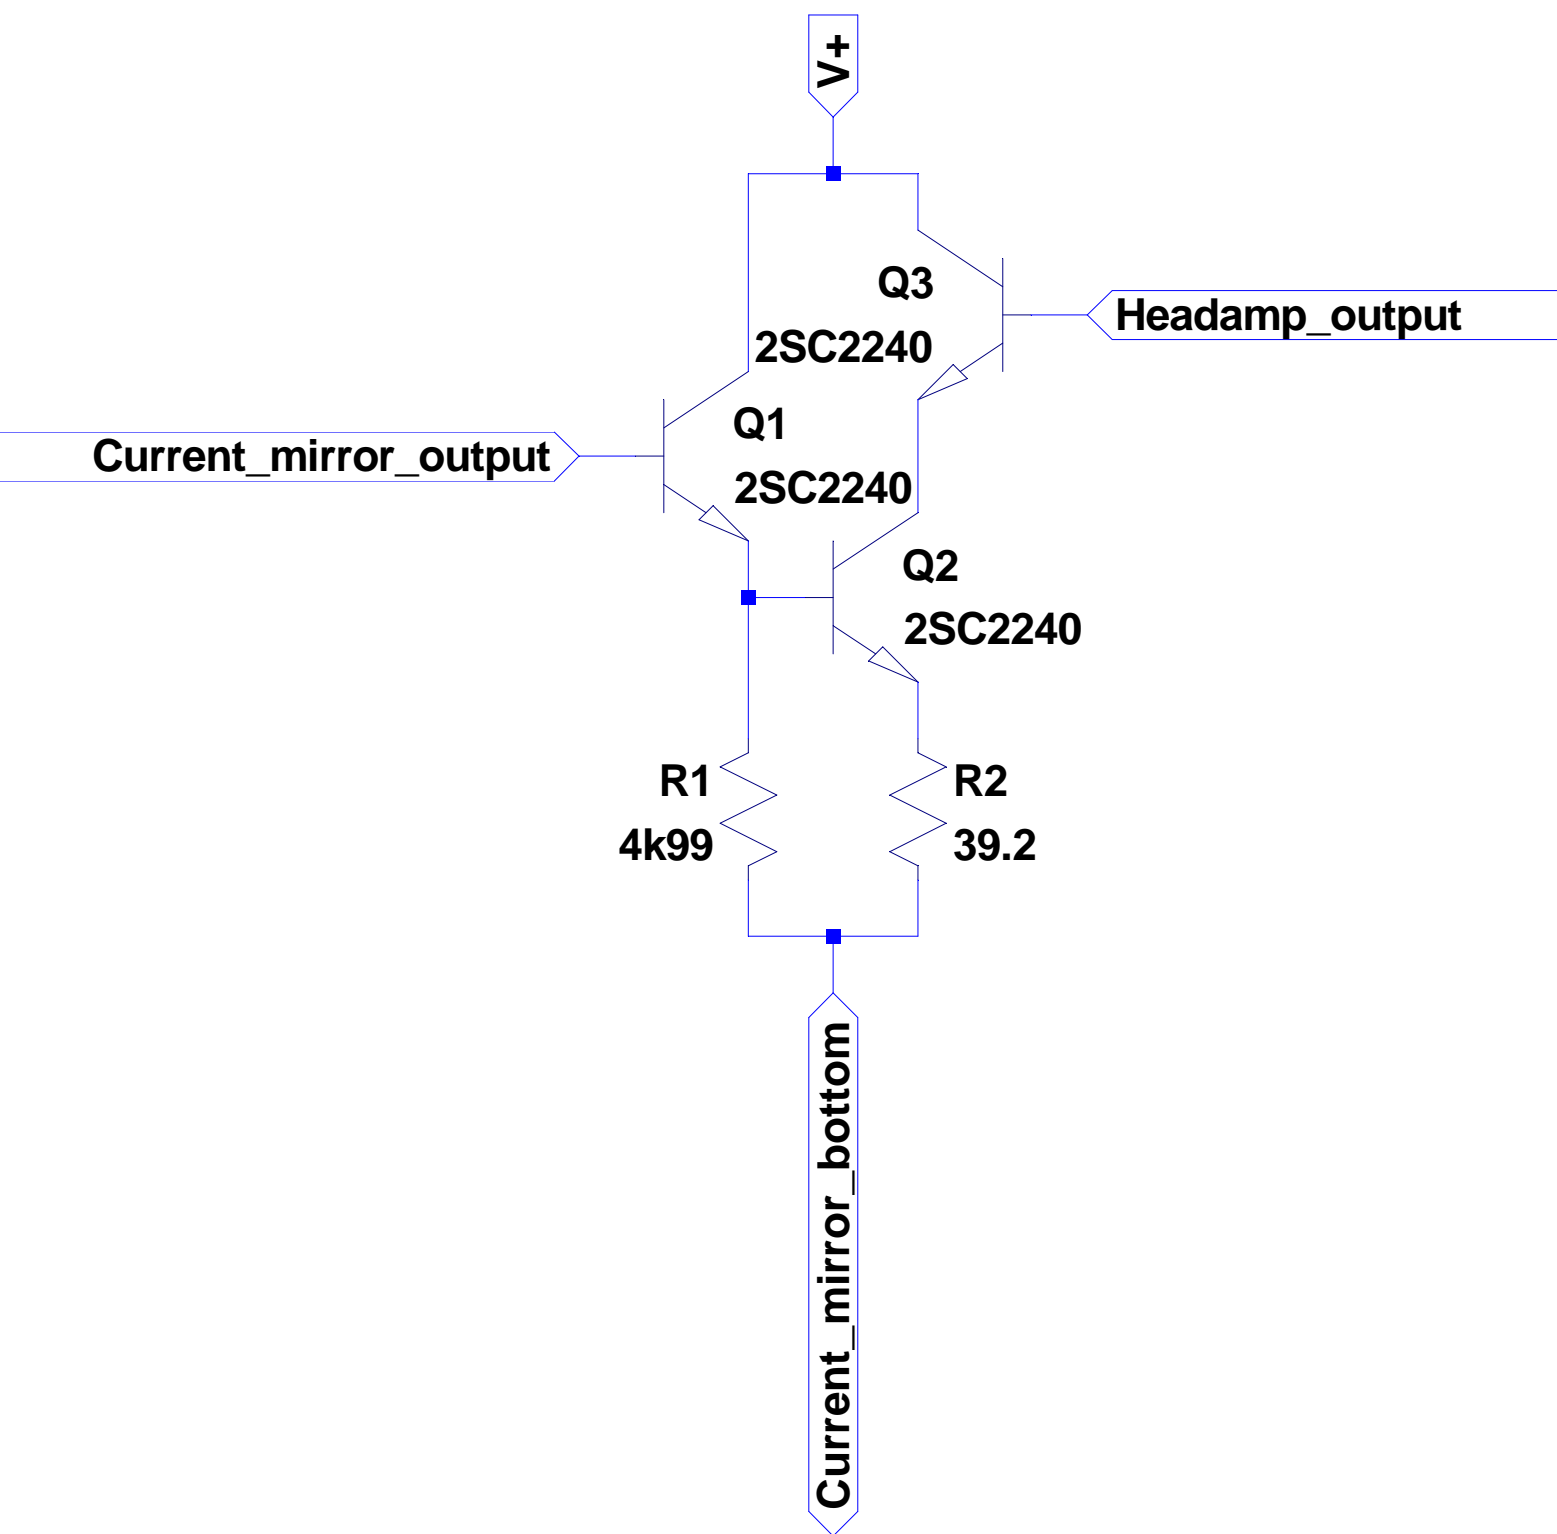 V+
Q3
2SC2240
Headamp_output
Q1
Current_mirror_output
2SC2240
Q2
2SC2240
R1
4k99
R2
39.2
Current_mirror_bottom